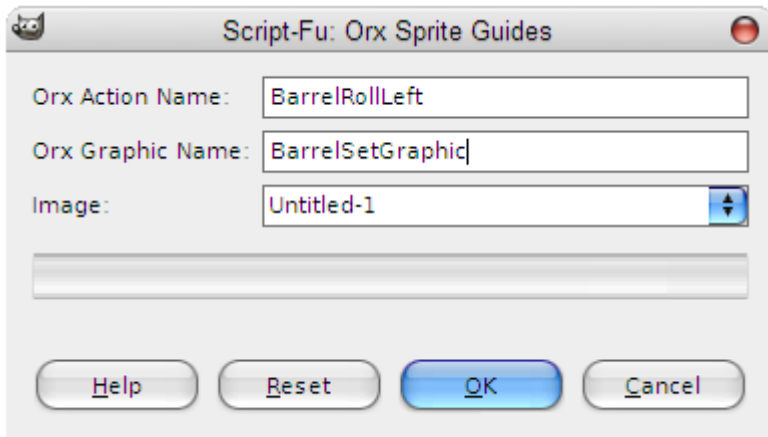 Script-Fu: Orx Sprite Guides
Orx Action Name: BarrelRollLeft
Orx Graphic Name: BarrelSetGraphic
Image: Untitled-1
Help Reset OK Cancel